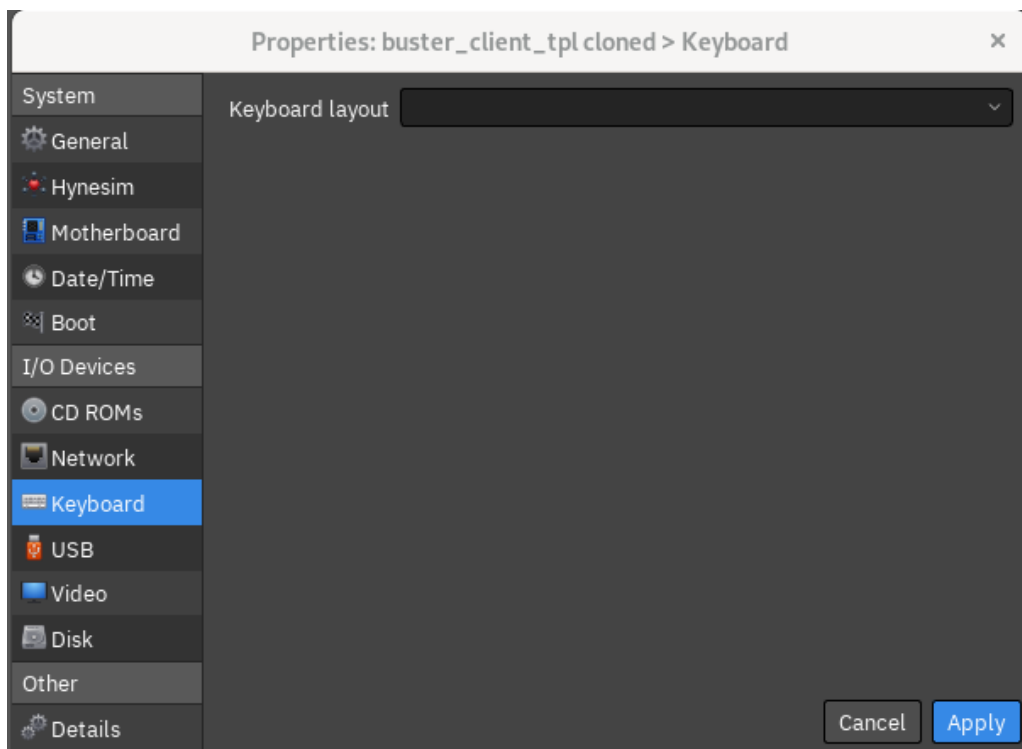 Properties: buster_client_tpl cloned > Keyboard
System
Keyboard layout
General
Hynesim
Motherboard
Date/Time
Boot
I/O Devices
CD ROMs
Network
Keyboard
USB
Video
Disk
Other
Details
Cancel
Apply